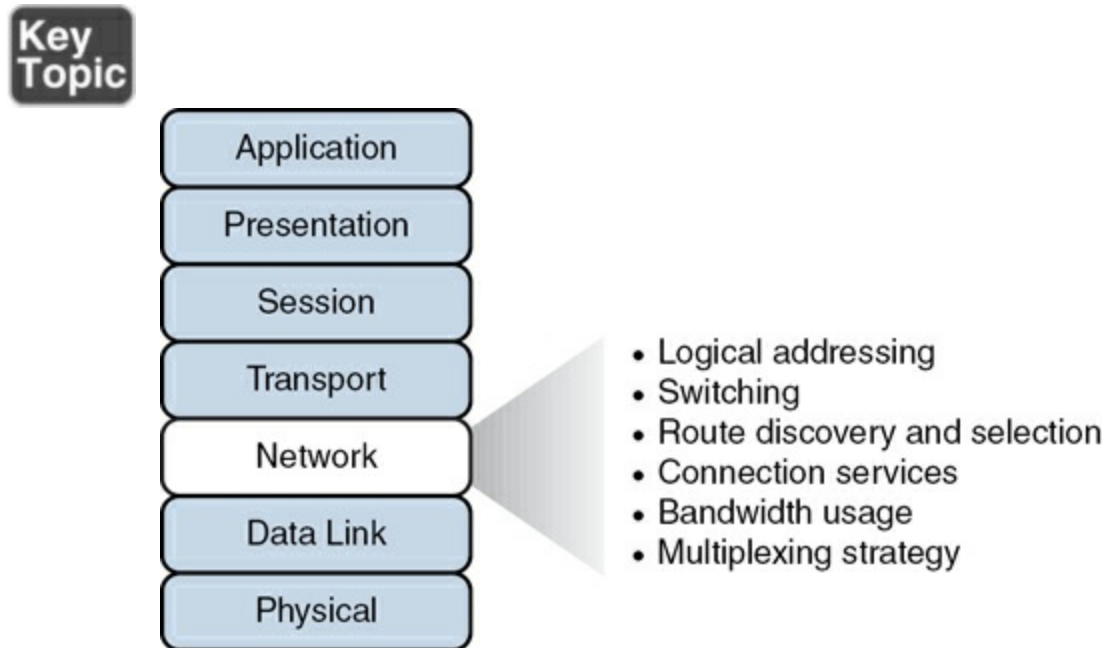 Key
Topic
Application
Presentation
Session
Transport
Network
Data Link
Physical
• Logical addressing
• Switching
• Route discovery and selection
• Connection services
• Bandwidth usage
• Multiplexing strategy